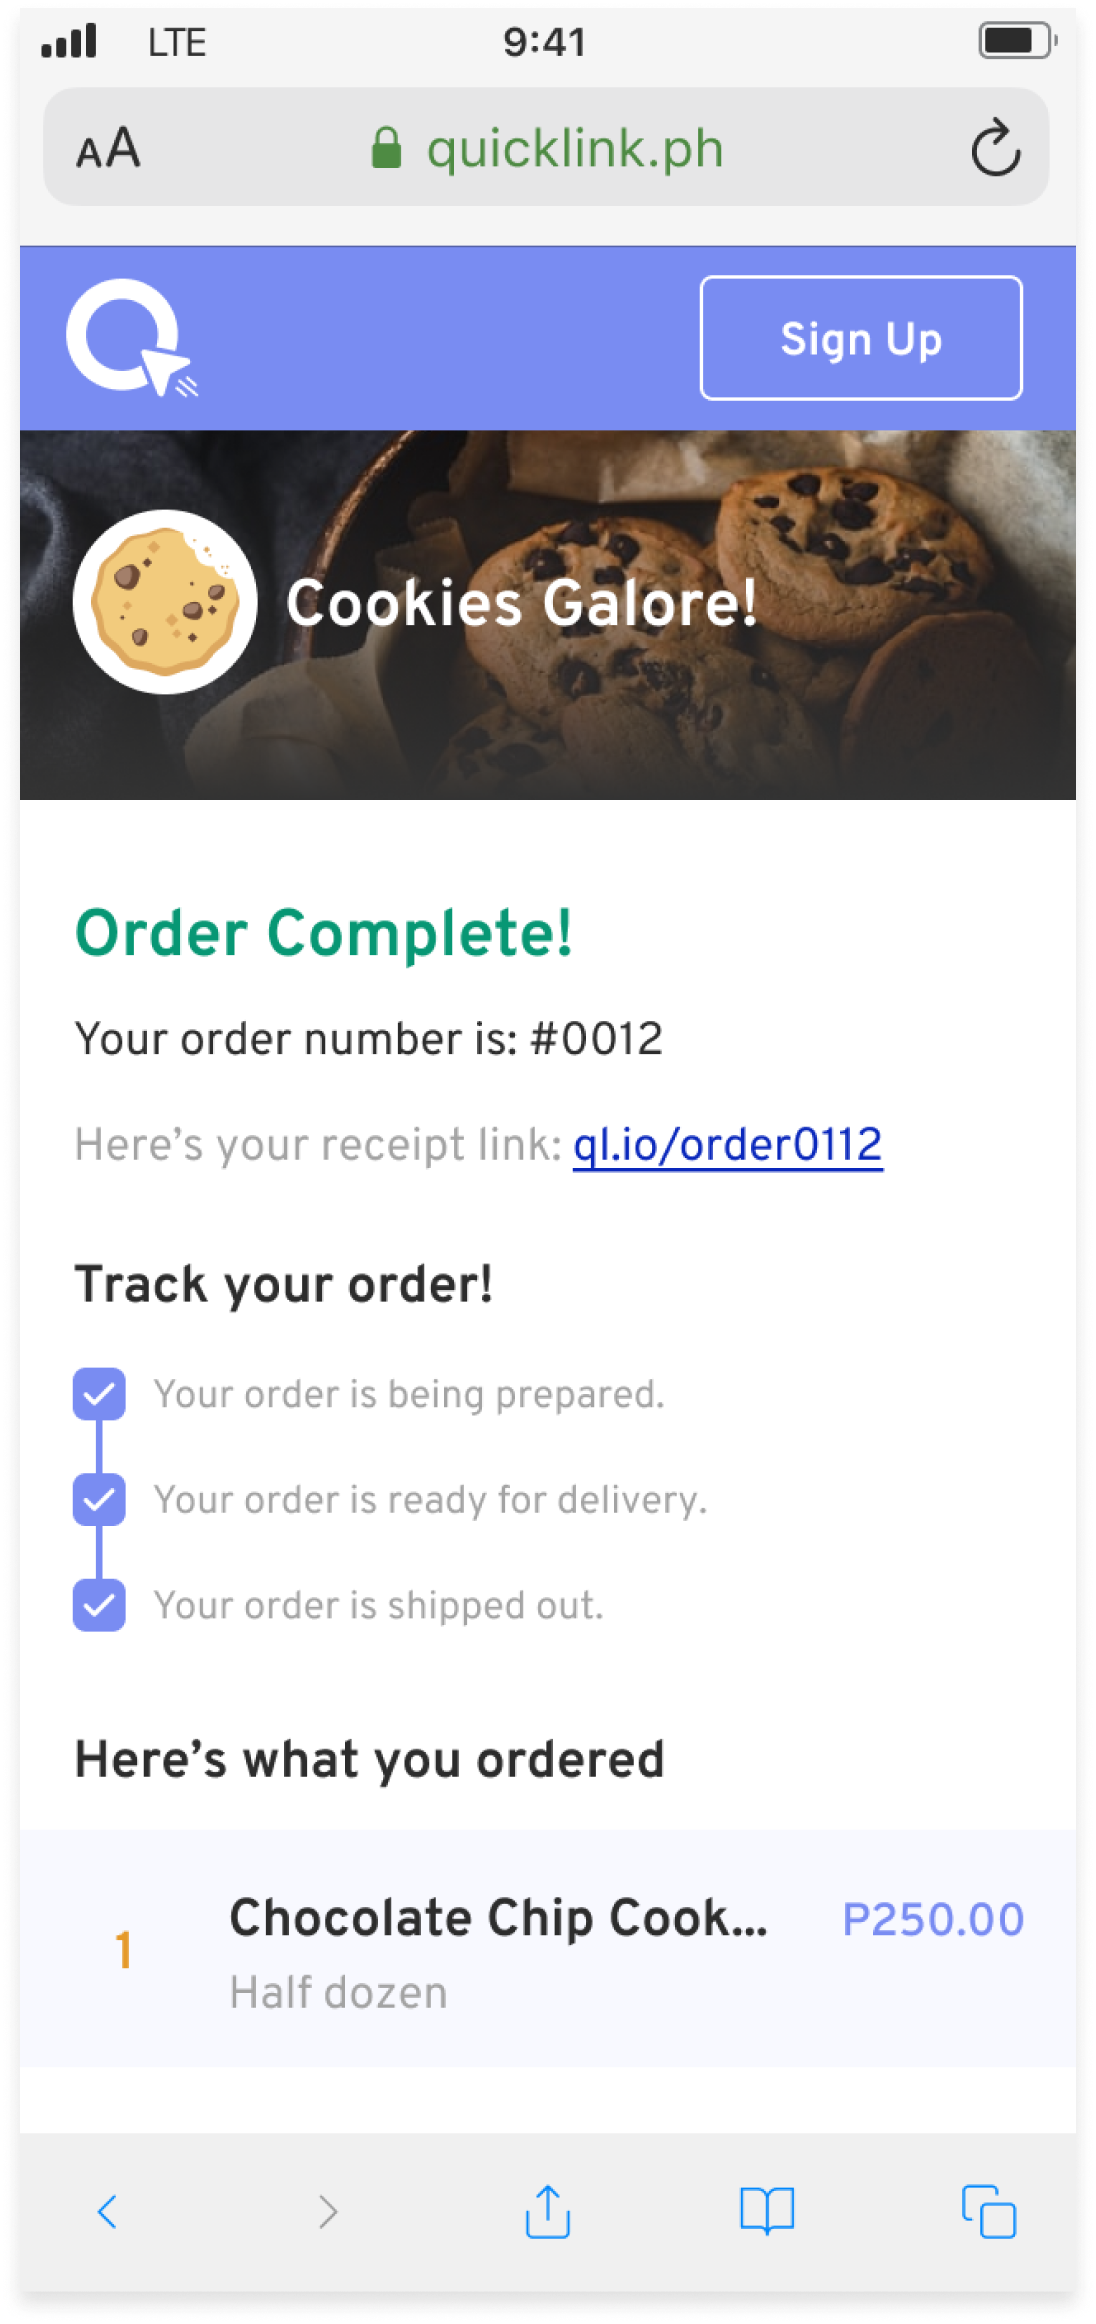 LTE 9:41
AA quicklink.ph
Sign Up
Cookies Galore!
Order Complete!
Your order number is: #0012
Here's your receipt link: ql.io/order0112
Track your order!
Your order is being prepared.
Your order is ready for delivery.
Your order is shipped out.
Here's what you ordered
1 Chocolate Chip Cook... P250.00
Half dozen